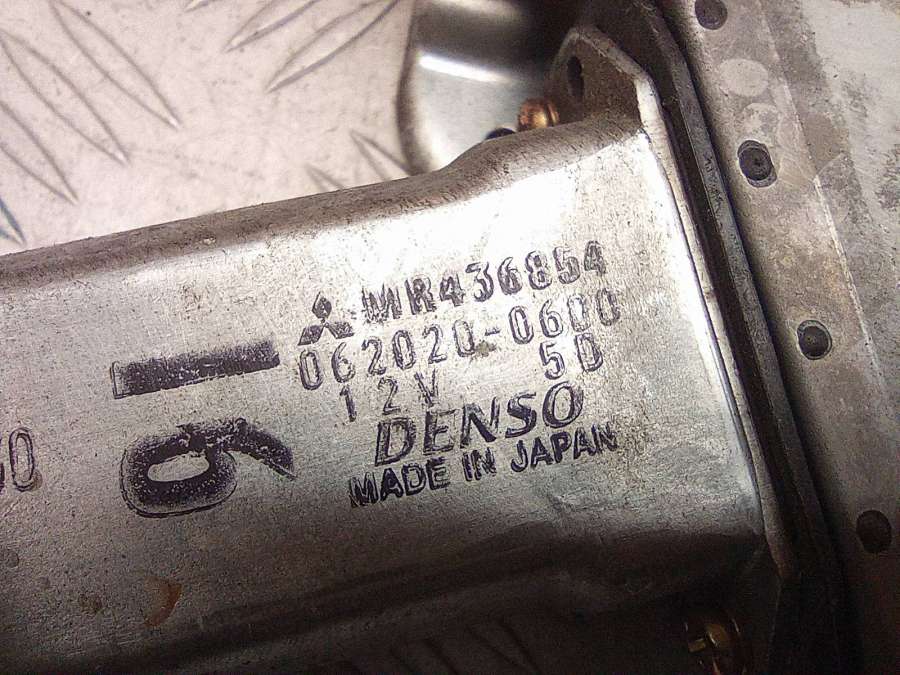 MR436854
062020-0600
12V 5D
DENSO
MADE IN JAPAN